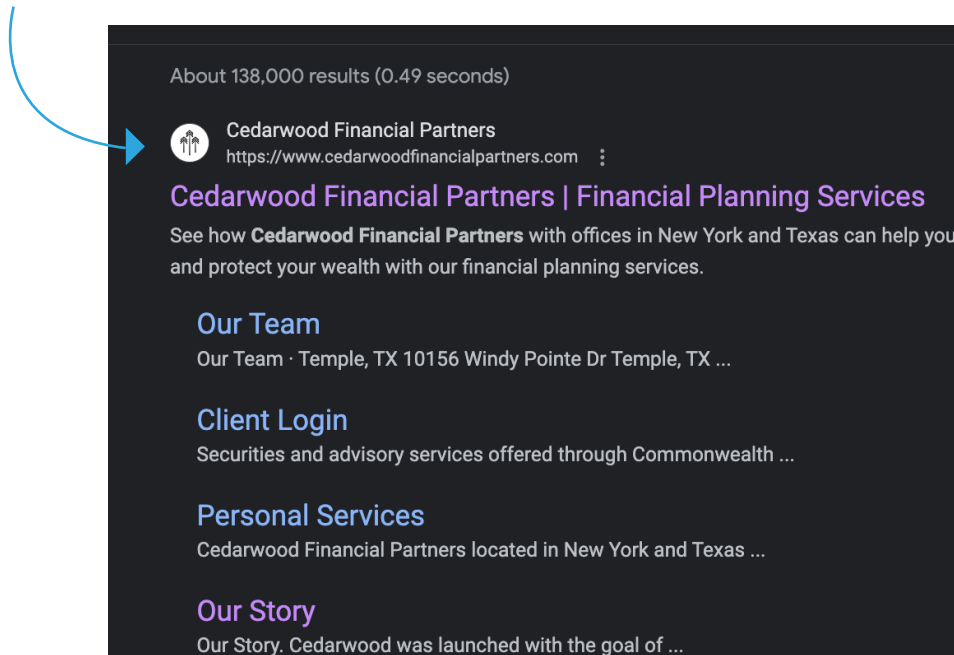 About 138,000 results (0.49 seconds)
Cedarwood Financial Partners
https://www.cedarwoodfinancialpartners.com
Cedarwood Financial Partners | Financial Planning Services
See how Cedarwood Financial Partners with offices in New York and Texas can help you
and protect your wealth with our financial planning services.
Our Team
Our Team · Temple, TX 10156 Windy Pointe Dr Temple, TX ...
Client Login
Securities and advisory services offered through Commonwealth ...
Personal Services
Cedarwood Financial Partners located in New York and Texas ...
Our Story
Our Story. Cedarwood was launched with the goal of ...